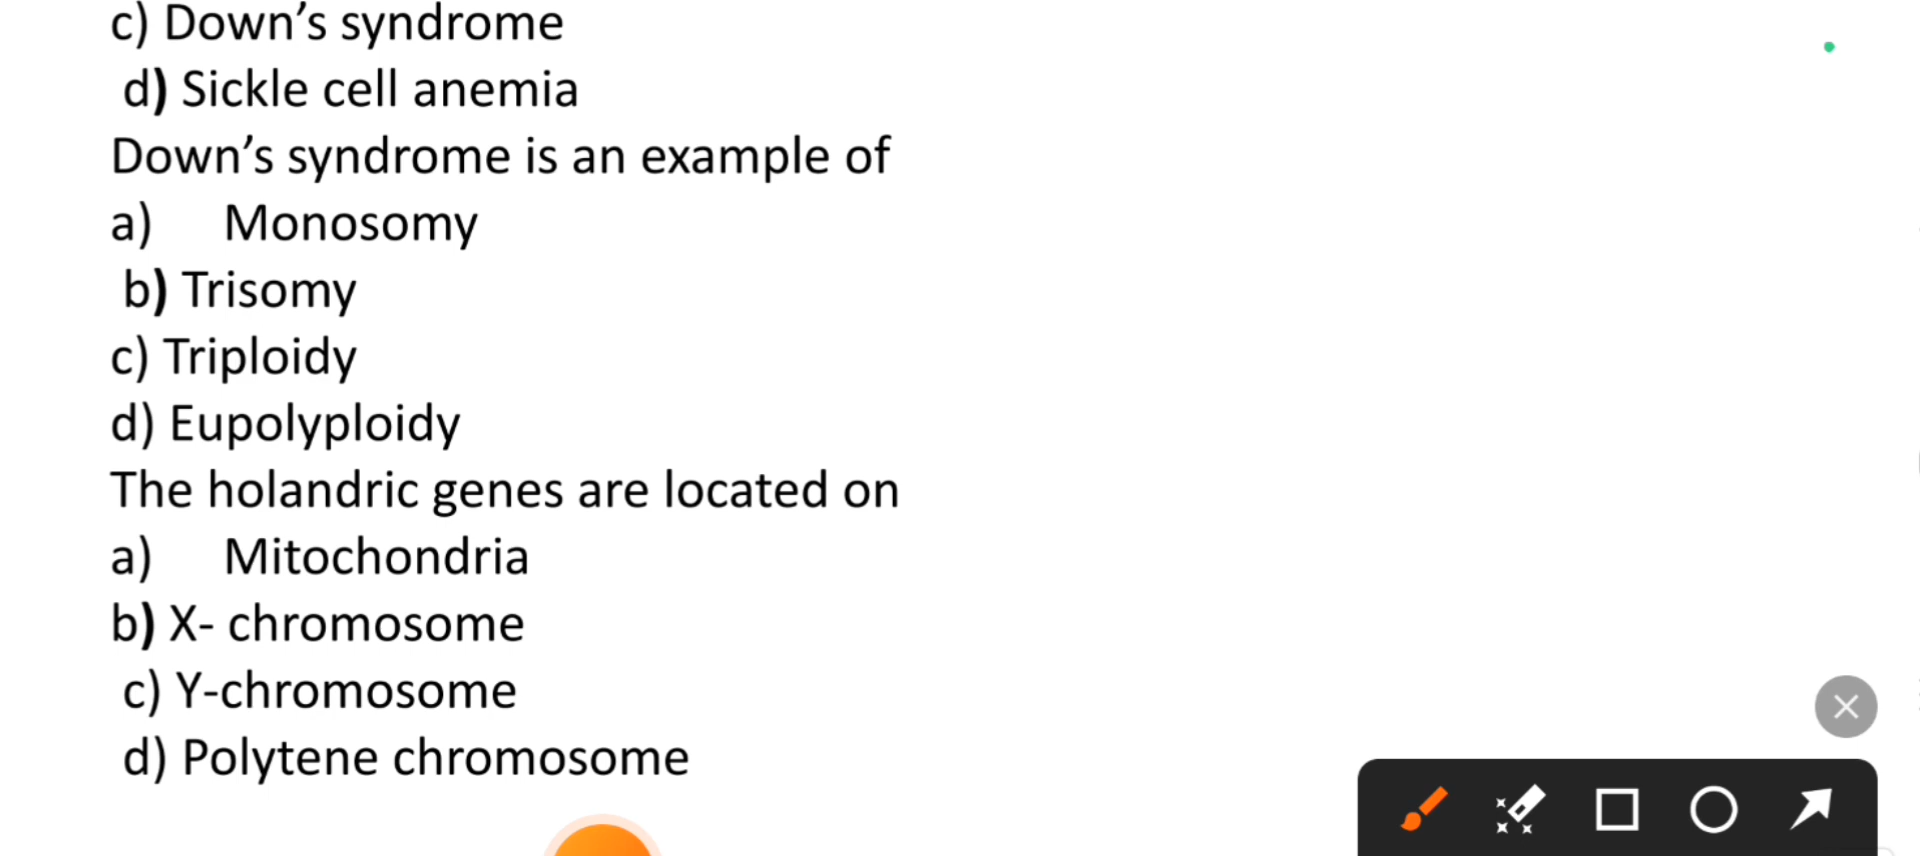 c) Down’s syndrome
d) Sickle cell anemia
Down’s syndrome is an example of
a) Monosomy
b) Trisomy
c) Triploidy
d) Eupolyploidy
The holandric genes are located on
a) Mitochondria
b) X- chromosome
c) Y-chromosome
d) Polytene chromosome